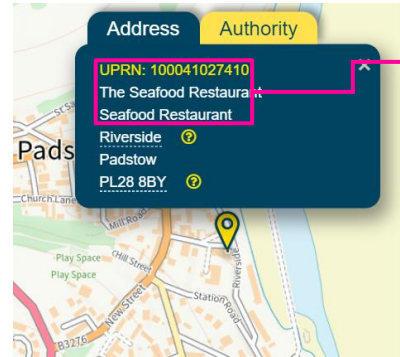 Address
Authority
UPRN: 100041027410
×
The Seafood Restaurant
Seafood Restaurant
Riverside ?
Padstow
PL28 8BY ?
Pads
Church Lane
Mill Road
Play Space
Play Space
Hill Street
New Street
Station Road
Riverside
B3276